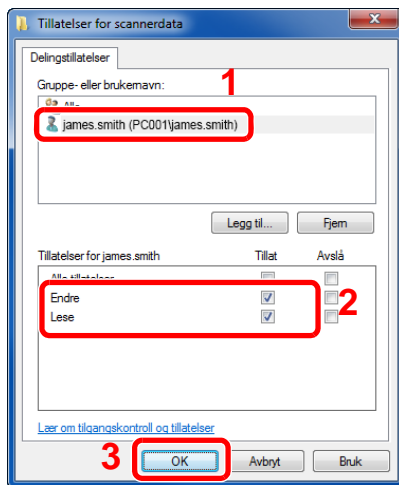 Tillatelser for scannerdata
Delingstillatelser
Gruppe- eller brukernavn:
1
james.smith (PC001\james.smith)
Legg til...
Fjern
Tillatelser for james.smith
Tillat
Avslå
Alle tillatelser
Endre
2
Lese
Lær om tilgangskontroll og tillatelser
3
OK
Avbryt
Bruk